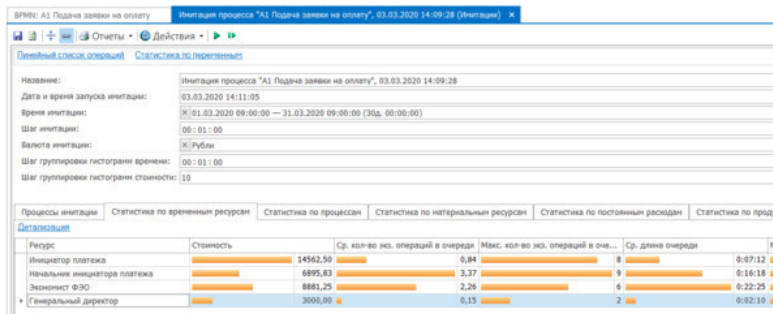 BPMN: A1 Подача заявки на оплату
Имитация процесса "A1 Подача заявки на оплату", 03.03.2020 14:09:28 (Имитации) ×
Отчеты
Действия
Линейный список операций
Статистика по переменным
Название: Имитация процесса "A1 Подача заявки на оплату", 03.03.2020 14:09:28
Дата и время запуска имитации: 03.03.2020 14:11:05
Время имитации: 01.03.2020 09:00:00 — 31.03.2020 09:00:00 (30д. 00:00:00)
Шаг имитации: 00 : 01 : 00
Валюта имитации: Рубли
Шаг группировки гистограмм времени: 00 : 01 : 00
Шаг группировки гистограмм стоимости: 10
Процессы имитации
Статистика по временным ресурсам
Статистика по процессам
Статистика по материальным ресурсам
Статистика по постоянным расходам
Статистика по прод
Детализация
Ресурс Стоимость Ср. кол-во экз. операций в очереди Макс. кол-во экз. операций в оче... Ср. длина очереди
Инициатор платежа 14562,50 0,84 8 0:07:12
Начальник инициатора платежа 6895,83 3,37 9 0:16:18
Экономист ФЭО 8881,25 2,26 6 0:22:25
Генеральный директор 3000,00 0,15 2 0:02:10